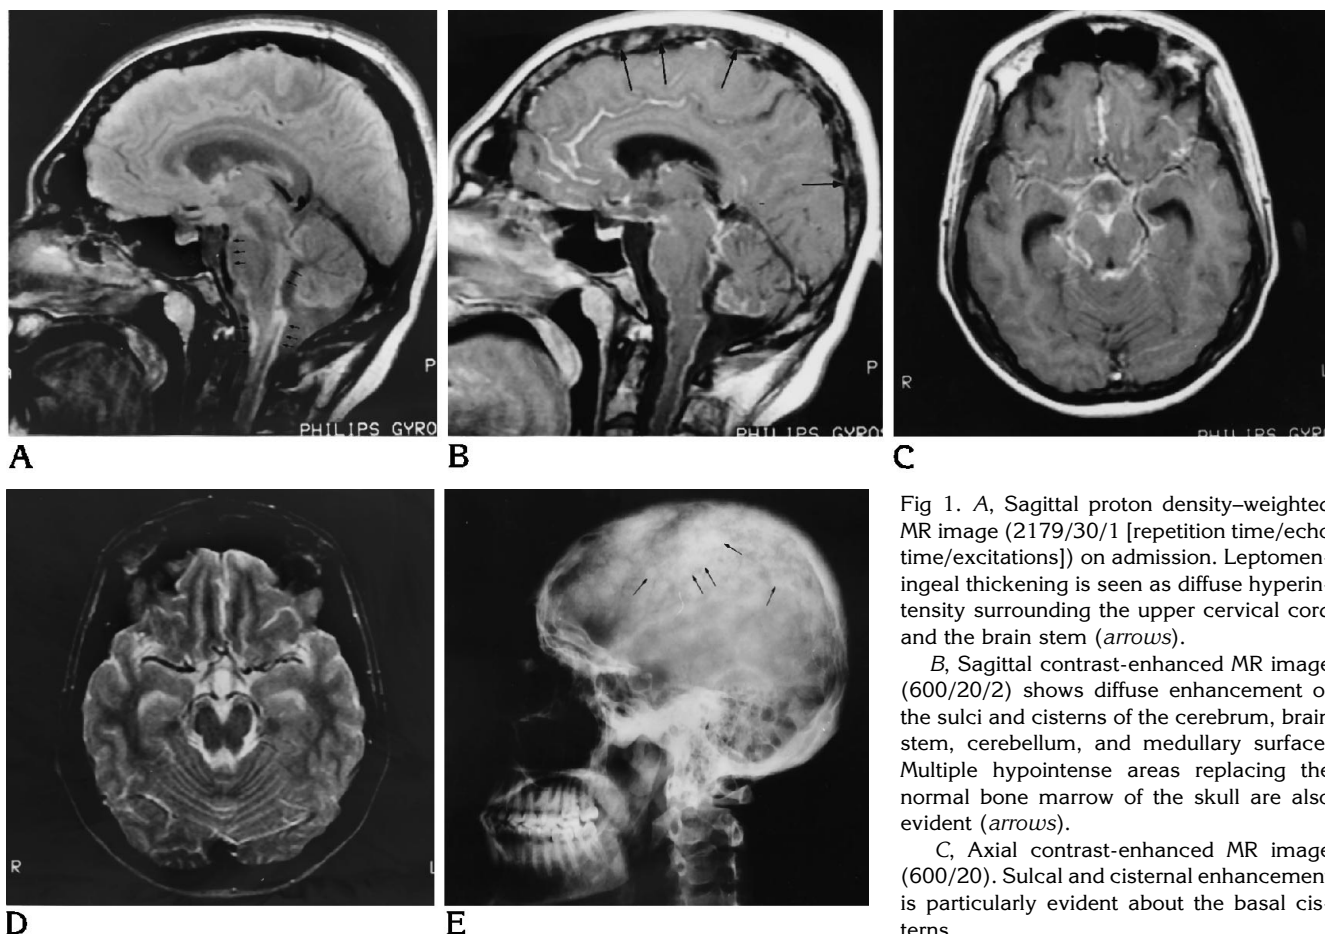 P
PHILIPS GYRO
A
P
PHILIPS GYROS
B
R
L
PHILIPS GYR
C
R
L
D
E
Fig 1. A, Sagittal proton density–weighted
MR image (2179/30/1 [repetition time/echo
time/excitations]) on admission. Leptomen-
ingeal thickening is seen as diffuse hyperin-
tensity surrounding the upper cervical cord
and the brain stem (arrows).
B, Sagittal contrast-enhanced MR image
(600/20/2) shows diffuse enhancement o
the sulci and cisterns of the cerebrum, brain
stem, cerebellum, and medullary surface
Multiple hypointense areas replacing the
normal bone marrow of the skull are also
evident (arrows).
C, Axial contrast-enhanced MR image
(600/20). Sulcal and cisternal enhancement
is particularly evident about the basal cis-
terns.